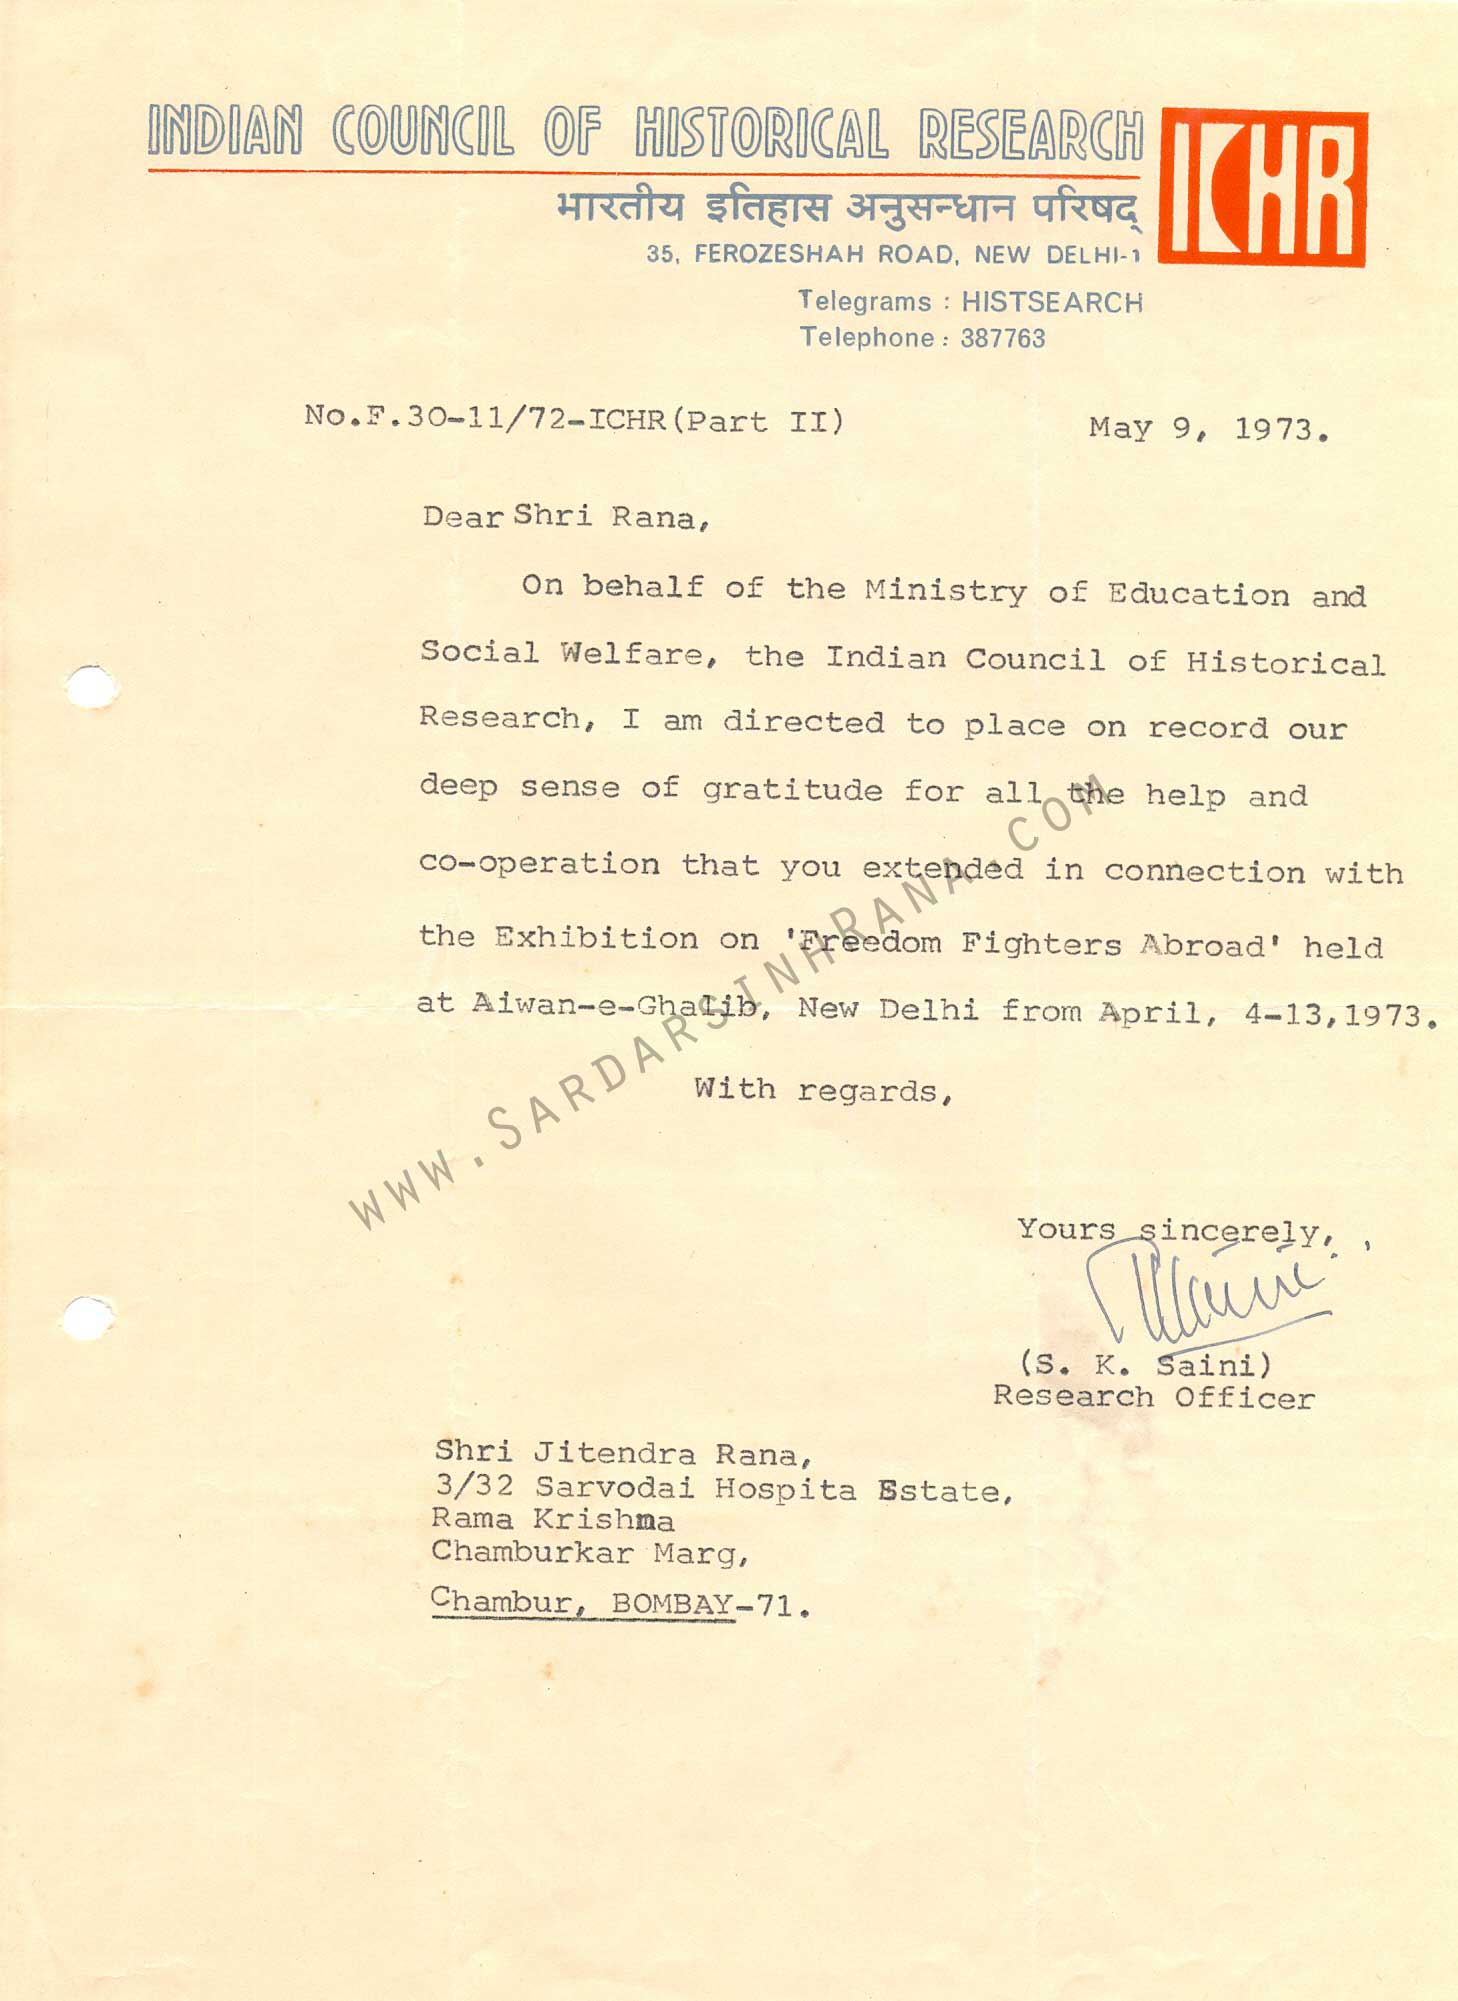 INDIAN COUNCIL OF HISTORICAL RESEARCH
ICHR
भारतीय इतिहास अनुसन्धान परिषद्
35, FEROZESHAH ROAD, NEW DELHI-1
Telegrams : HISTSEARCH
Telephone : 387763
No.F.30-11/72-ICHR(Part II)
May 9, 1973.
Dear Shri Rana,
On behalf of the Ministry of Education and
Social Welfare, the Indian Council of Historical
Research, I am directed to place on record our
deep sense of gratitude for all the help and
co-operation that you extended in connection with
the Exhibition on 'Freedom Fighters Abroad' held
at Aiwan-e-Ghalib, New Delhi from April, 4-13,1973.
With regards,
WWW.SARDARSINHRANA.COM
Yours sincerely,
Saini
(S. K. Saini)
Research Officer
Shri Jitendra Rana,
3/32 Sarvodai Hospita Estate,
Rama Krishna
Chamburkar Marg,
Chambur, BOMBAY-71.